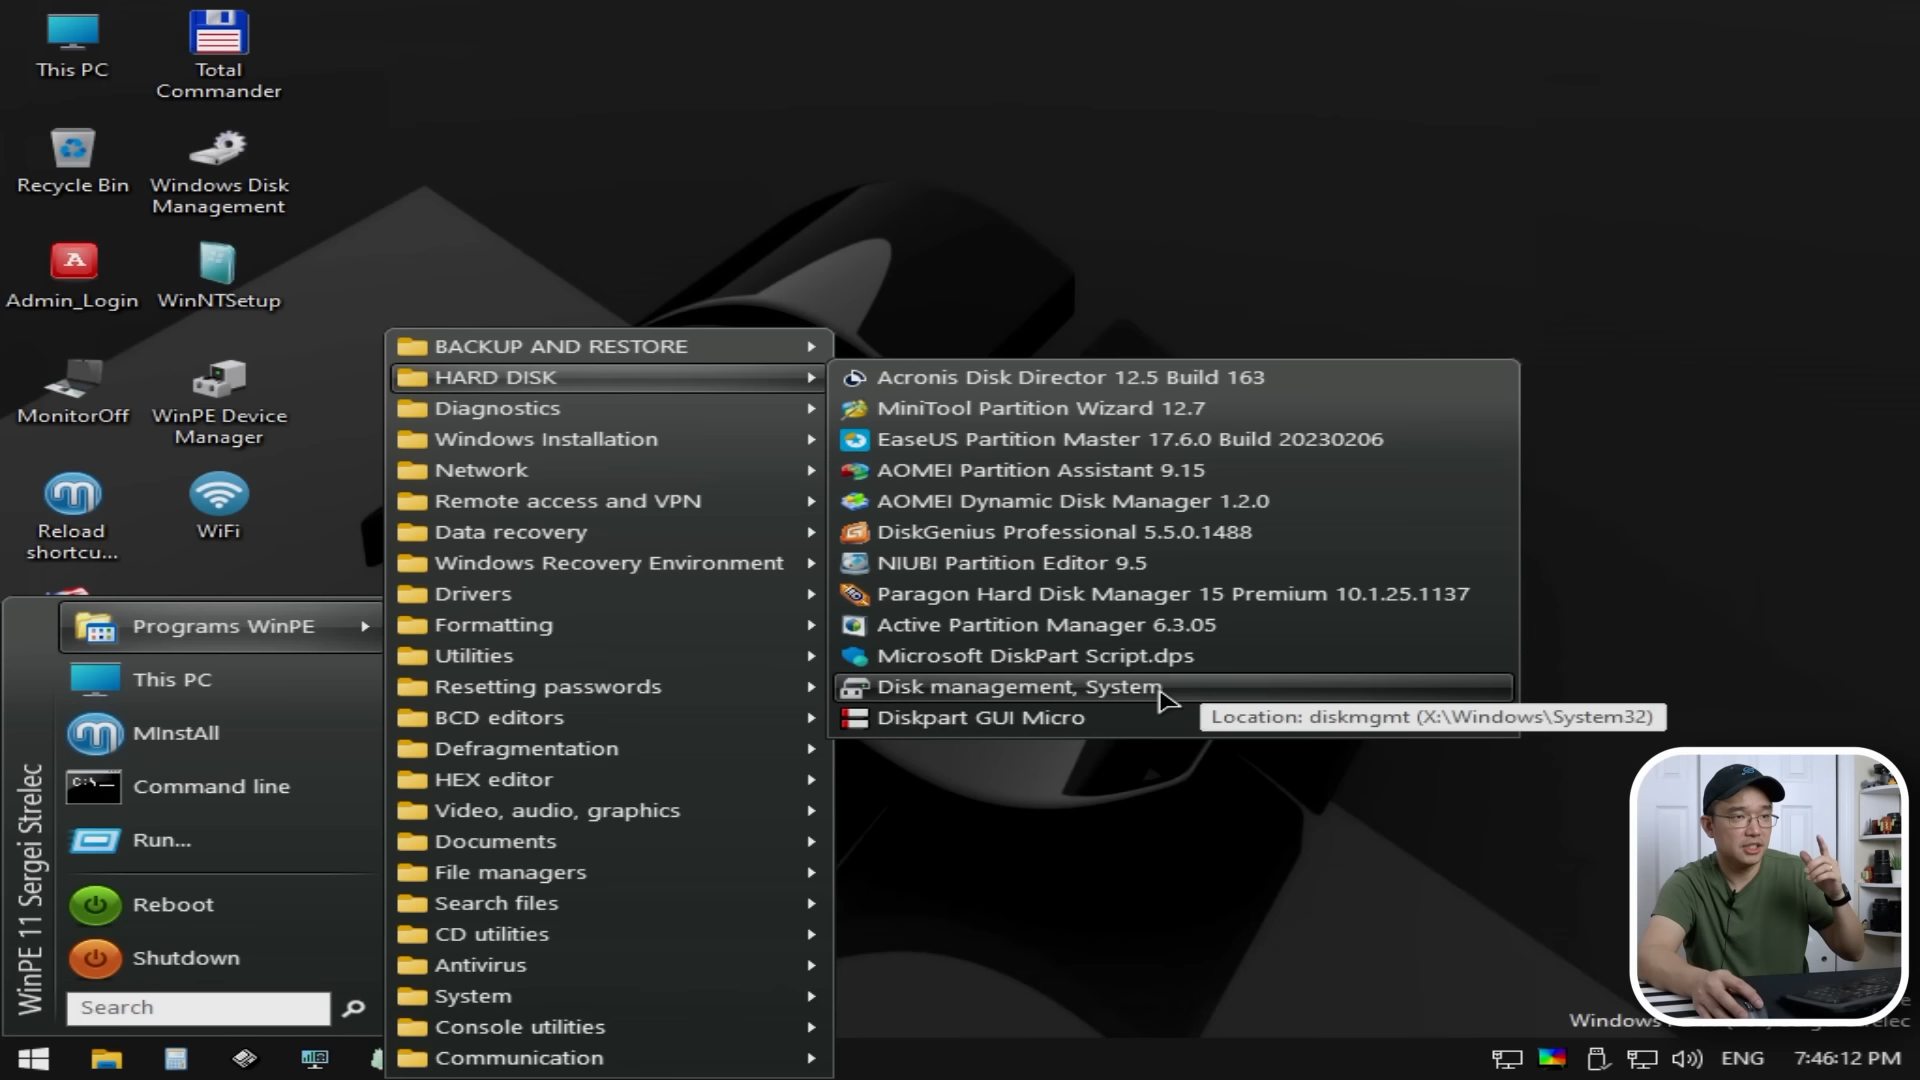 This PC
Total
Commander
Recycle Bin
Windows Disk
Management
A
Admin_Login
WinNTSetup
MonitorOff
WinPE Device
Manager
Reload
shortcu...
WiFi
WinPE 11 Sergei Strelec
Programs WinPE
This PC
MInstAll
C:\
Command line
Run...
Reboot
Shutdown
Search
BACKUP AND RESTORE
HARD DISK
Diagnostics
Windows Installation
Network
Remote access and VPN
Data recovery
Windows Recovery Environment
Drivers
Formatting
Utilities
Resetting passwords
BCD editors
Defragmentation
HEX editor
Video, audio, graphics
Documents
File managers
Search files
CD utilities
Antivirus
System
Console utilities
Communication
Acronis Disk Director 12.5 Build 163
MiniTool Partition Wizard 12.7
EaseUS Partition Master 17.6.0 Build 20230206
AOMEI Partition Assistant 9.15
AOMEI Dynamic Disk Manager 1.2.0
DiskGenius Professional 5.5.0.1488
NIUBI Partition Editor 9.5
Paragon Hard Disk Manager 15 Premium 10.1.25.1137
Active Partition Manager 6.3.05
Microsoft DiskPart Script.dps
Disk management, System
Diskpart GUI Micro
Location: diskmgmt (X:\Windows\System32)
Windows
ENG
7:46:12 PM